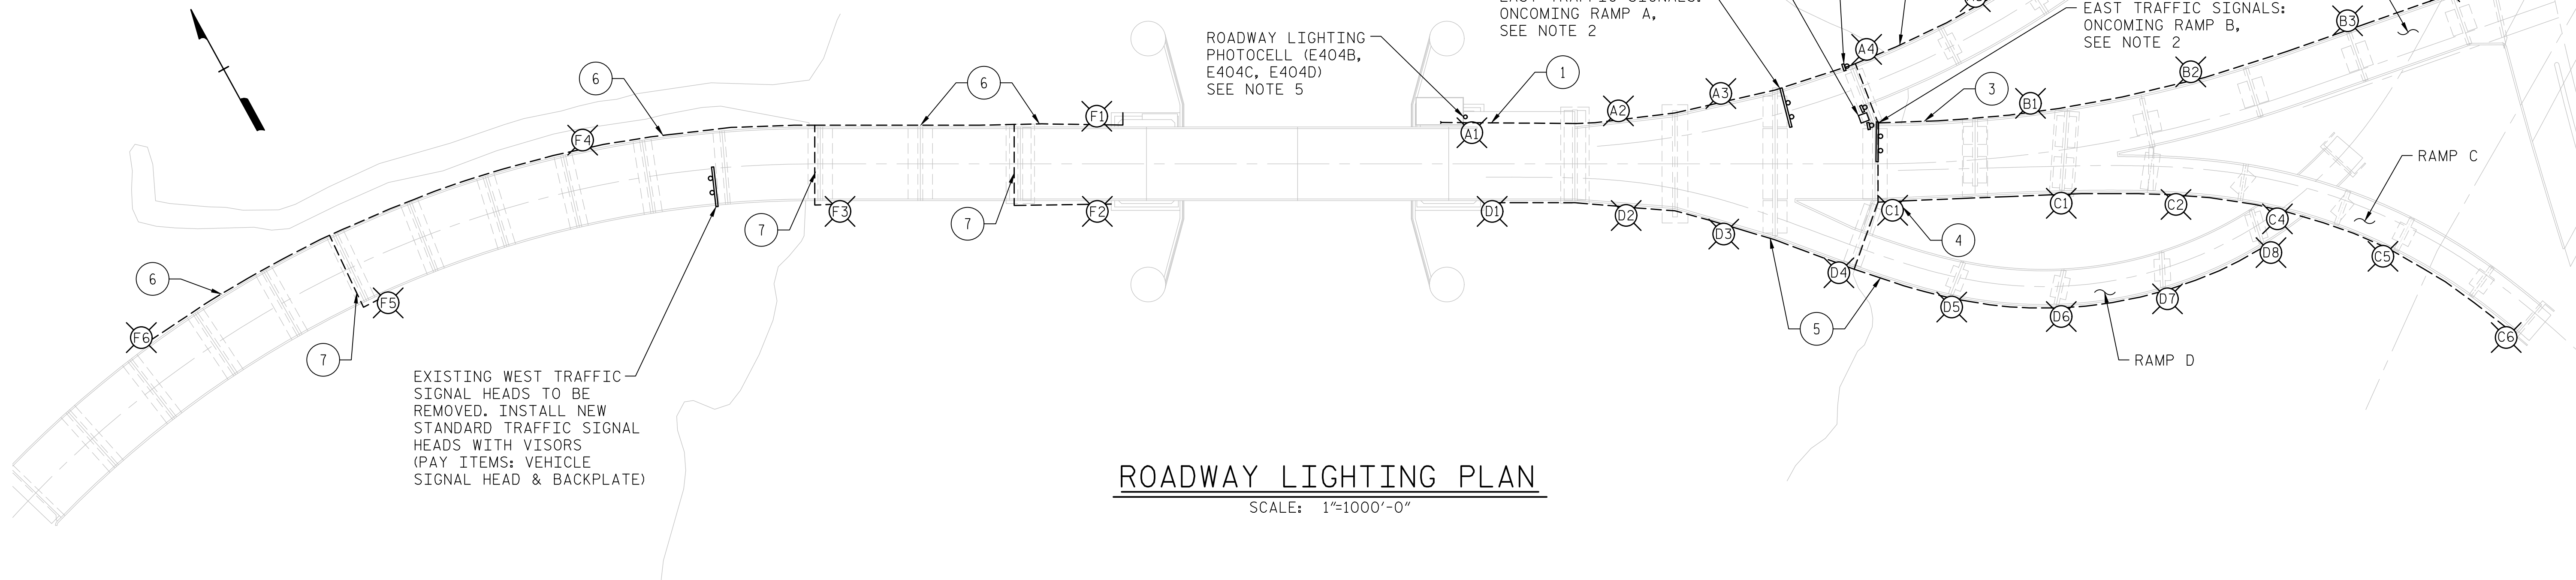 EAST TRAFFIC SIGNALS:
ONCOMING RAMP A,
SEE NOTE 2
EAST TRAFFIC SIGNALS:
ONCOMING RAMP B,
SEE NOTE 2
ROADWAY LIGHTING
PHOTOCELL (E404B,
E404C, E404D)
SEE NOTE 5
6
6
1
3
F4
F1
A1
A2
A3
A4
B1
B2
B3
RAMP C
7
F3
7
F2
D1
D2
D3
C1
4
C1
C2
C4
C5
6
F6
F5
7
D4
D5
D6
D7
D8
5
C6
RAMP D
EXISTING WEST TRAFFIC
SIGNAL HEADS TO BE
REMOVED. INSTALL NEW
STANDARD TRAFFIC SIGNAL
HEADS WITH VISORS
(PAY ITEMS: VEHICLE
SIGNAL HEAD & BACKPLATE)
ROADWAY LIGHTING PLAN
SCALE: 1"=1000'-0"